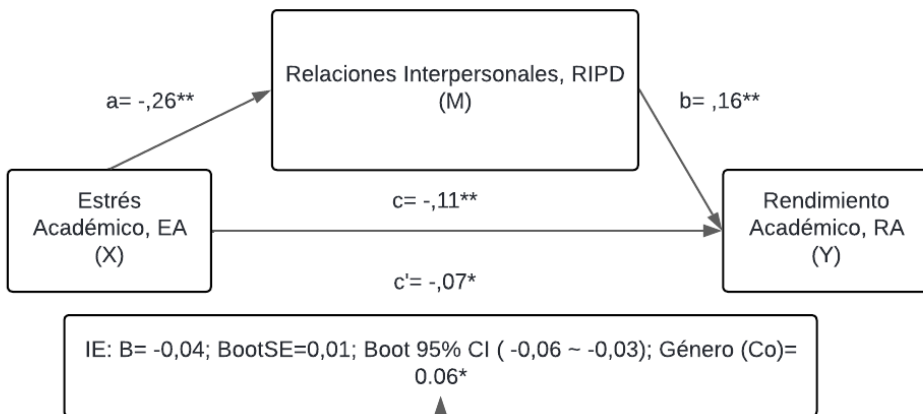 Relaciones Interpersonales, RIPD
(M)
a= -,26**
b= ,16**
Estrés
Académico, EA
(X)
c= -,11**
c'= -,07*
Rendimiento
Académico, RA
(Y)
IE: B= -0,04; BootSE=0,01; Boot 95% CI ( -0,06 ~ -0,03); Género (Co)=
0.06*